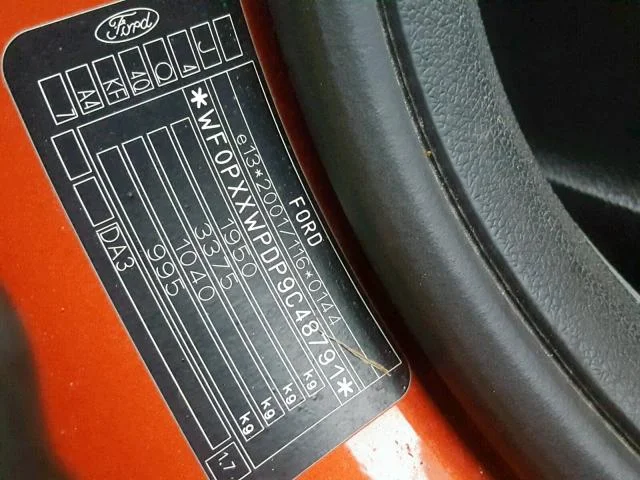 Ford
FORD
e13*2001/116*0144
*WF0PXXWPDP9C48791*
1950 kg
3375 kg
1040 kg
995 kg
DA3
1.7
J
4
O
40
KF
A4
7